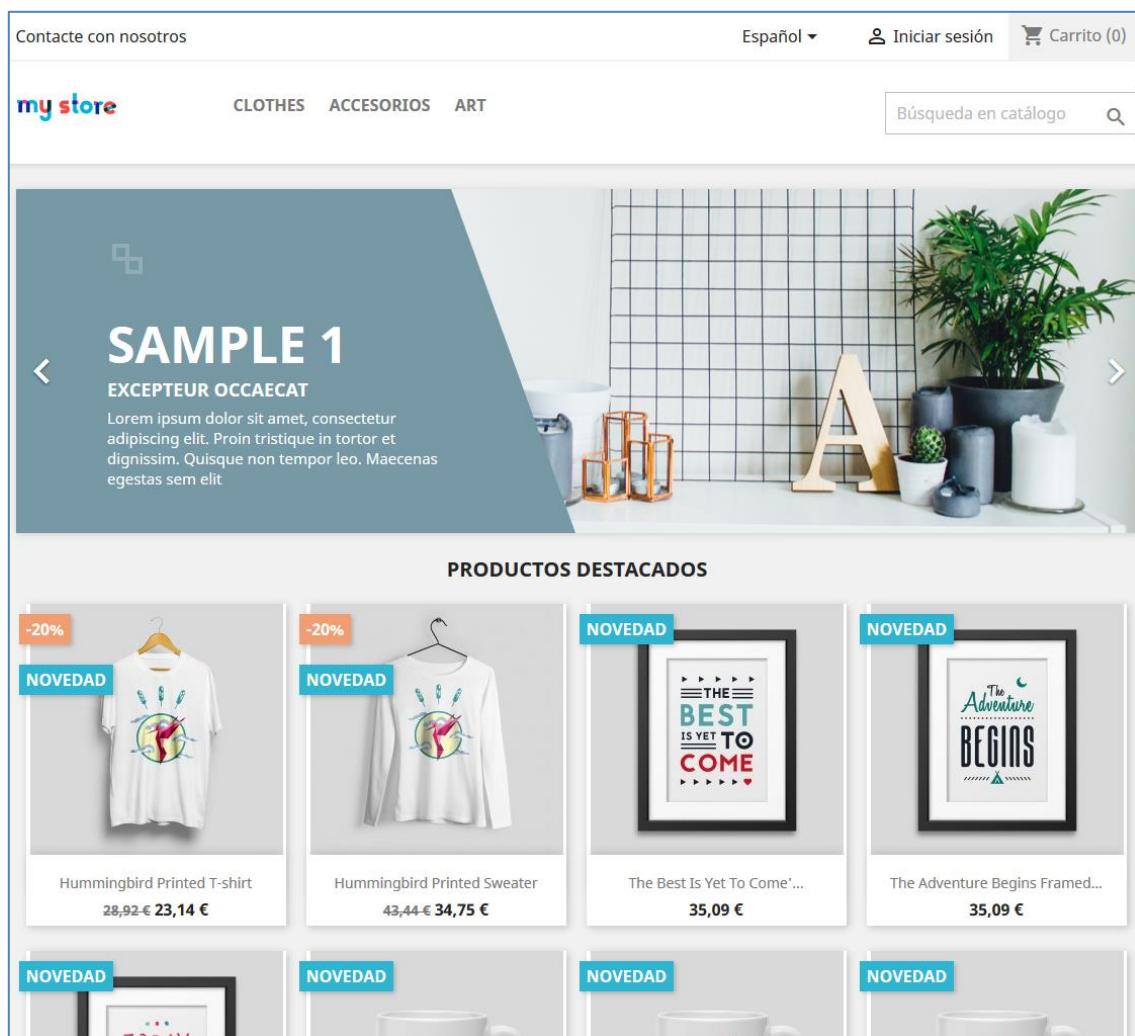 Contacte con nosotros
Español
Iniciar sesión
Carrito (0)
my store
CLOTHES ACCESORIOS ART
Búsqueda en catálogo
SAMPLE 1
EXCEPTEUR OCCAECAT
Lorem ipsum dolor sit amet, consectetur
adipiscing elit. Proin tristique in tortor et
dignissim. Quisque non tempor leo. Maecenas
egestas sem elit
A
PRODUCTOS DESTACADOS
-20%
NOVEDAD
Hummingbird Printed T-shirt
28,92 € 23,14 €
-20%
NOVEDAD
Hummingbird Printed Sweater
43,44 € 34,75 €
NOVEDAD
THE
BEST
IS YET TO
COME
The Best Is Yet To Come'...
35,09 €
NOVEDAD
The
Adventure
BEGINS
The Adventure Begins Framed...
35,09 €
NOVEDAD
NOVEDAD
NOVEDAD
NOVEDAD